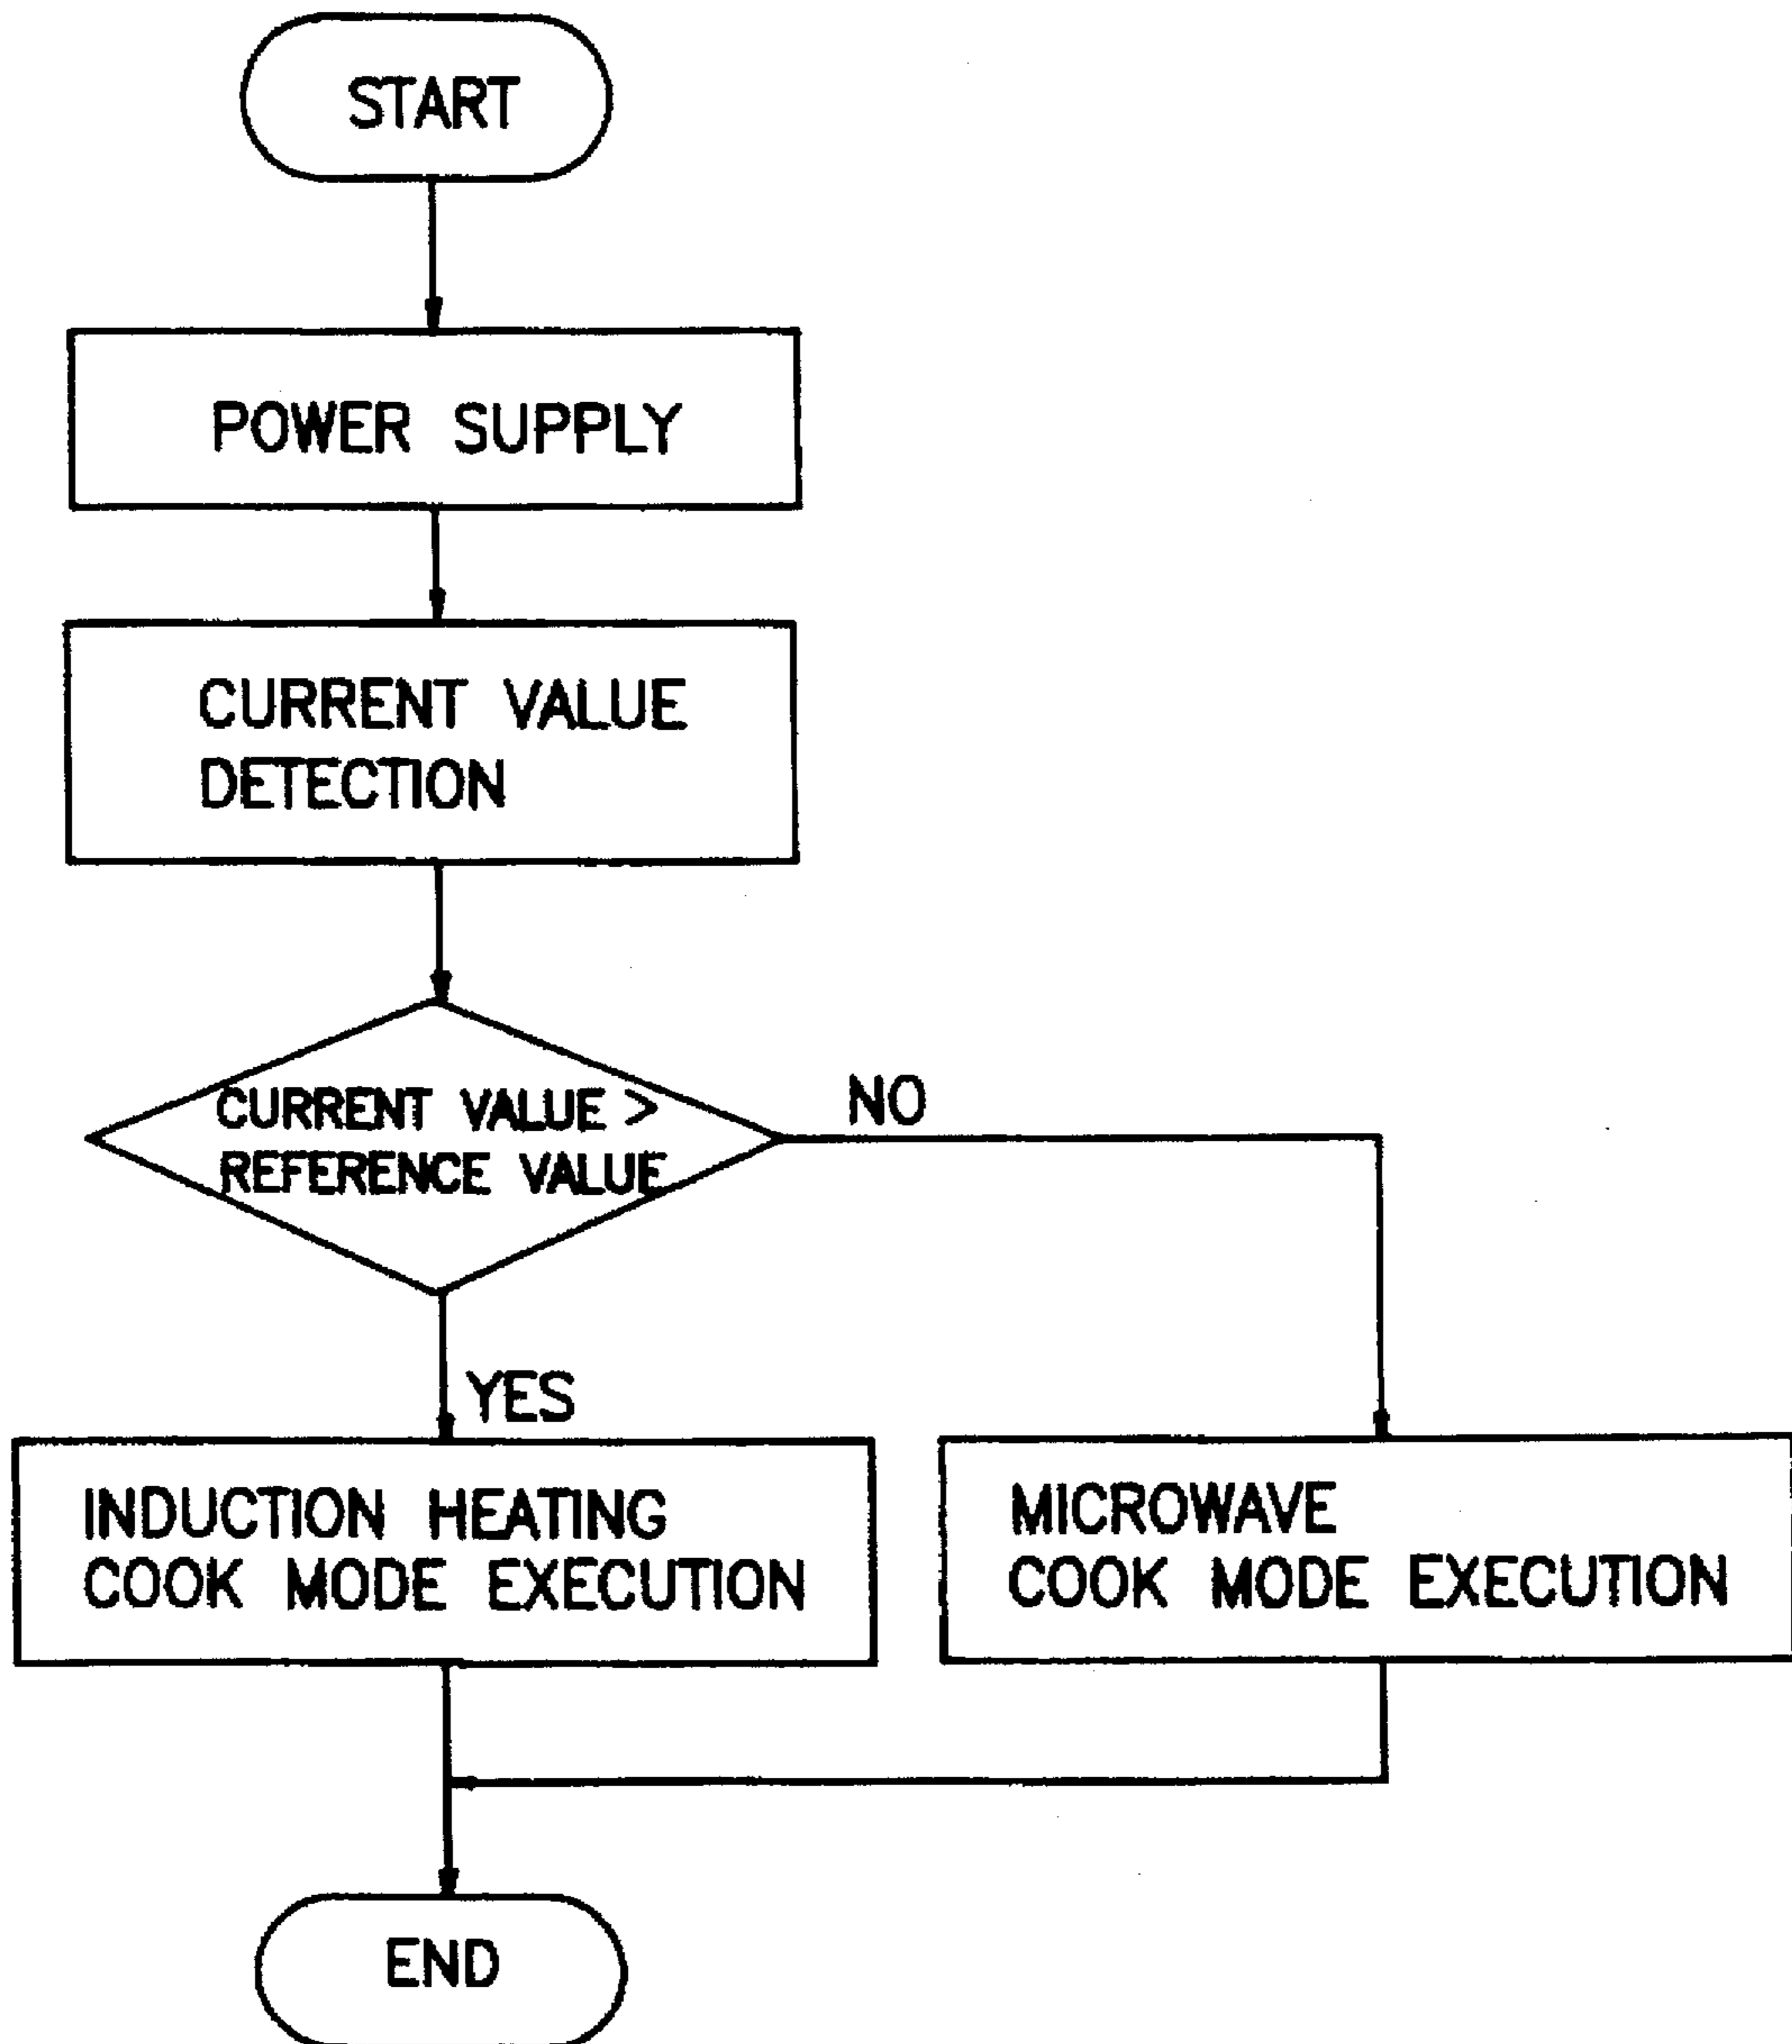 START
POWER SUPPLY
CURRENT VALUE
DETECTION
CURRENT VALUE >
REFERENCE VALUE
NO
YES
INDUCTION HEATING
COOK MODE EXECUTION
MICROWAVE
COOK MODE EXECUTION
END